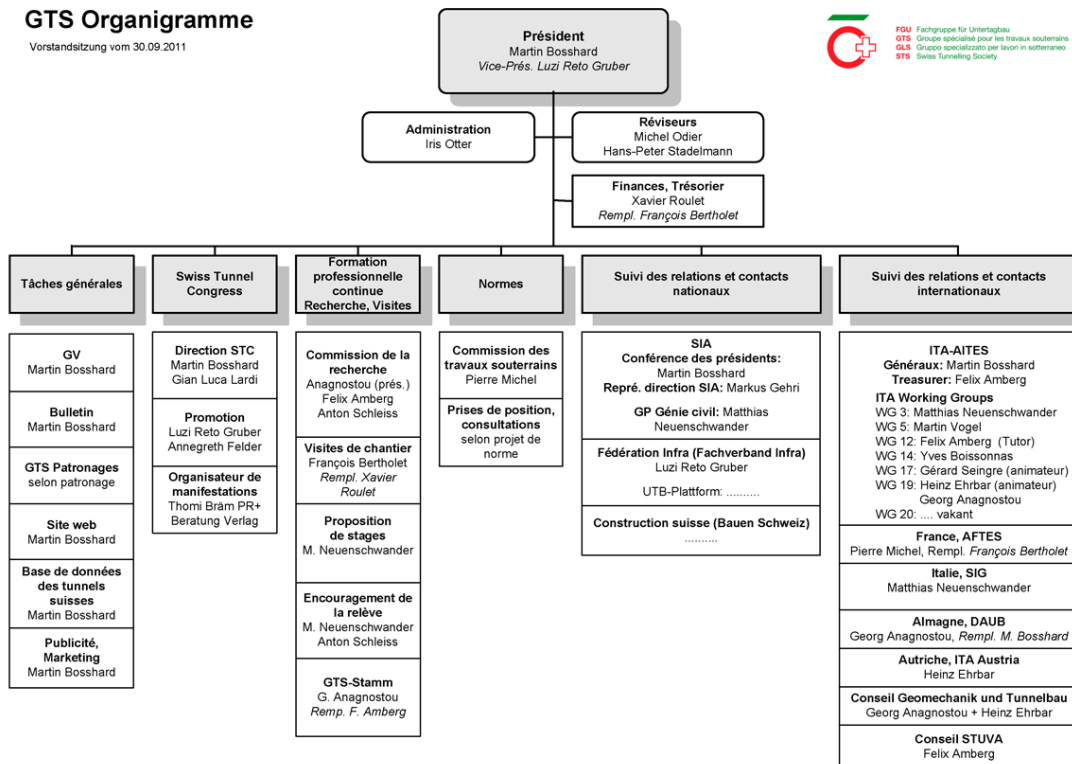 GTS Organigramme
Vorstandsitzung vom 30.09.2011
Président
Martin Bosshard
Vice-Prés. Luzi Reto Gruber
FGU Fachgruppe für Untertagbau
GTS Groupe spécialisé pour les travaux souterrains
GLS Gruppo specializzato per lavori in sotterraneo
STS Swiss Tunnelling Society
Administration
Iris Otter
Réviseurs
Michel Odier
Hans-Peter Stadelmann
Finances, Trésorier
Xavier Roulet
Rempl. François Bertholet
Tâches générales
GV
Martin Bosshard
Bulletin
Martin Bosshard
GTS Patronages
selon patronage
Site web
Martin Bosshard
Base de données
des tunnels
suisses
Martin Bosshard
Publicité,
Marketing
Martin Bosshard
Swiss Tunnel
Congress
Direction STC
Martin Bosshard
Gian Luca Lardi
Promotion
Luzi Reto Gruber
Annegreth Felder
Organisateur de
manifestations
Thomi Bräm PR+
Beratung Verlag
Formation
professionnelle
continue
Recherche, Visites
Commission de la
recherche
Anagnostou (prés.)
Felix Amberg
Anton Schleiss
Visites de chantier
François Bertholet
Rempl. Xavier
Roulet
Proposition
de stages
M. Neuenschwander
Encouragement de
la relève
M. Neuenschwander
Anton Schleiss
GTS-Stamm
G. Anagnostou
Remp. F. Amberg
Normes
Commission des
travaux souterrains
Pierre Michel
Prises de position,
consultations
selon projet de
norme
Suivi des relations et contacts
nationaux
SIA
Conférence des présidents:
Martin Bosshard
Repré. direction SIA: Markus Gehri
GP Génie civil: Matthias
Neuenschwander
Fédération Infra (Fachverband Infra)
Luzi Reto Gruber
UTB-Plattform: ..........
Construction suisse (Bauen Schweiz)
..........
Suivi des relations et contacts
internationaux
ITA-AITES
Généraux: Martin Bosshard
Treasurer: Felix Amberg
ITA Working Groups
WG 3: Matthias Neuenschwander
WG 5: Martin Vogel
WG 12: Felix Amberg (Tutor)
WG 14: Yves Boissonnas
WG 17: Gérard Seingre (animateur)
WG 19: Heinz Ehrbar (animateur)
Georg Anagnostou
WG 20: .... vakant
France, AFTES
Pierre Michel, Rempl. François Bertholet
Italie, SIG
Matthias Neuenschwander
Almagne, DAUB
Georg Anagnostou, Rempl. M. Bosshard
Autriche, ITA Austria
Heinz Ehrbar
Conseil Geomechanik und Tunnelbau
Georg Anagnostou + Heinz Ehrbar
Conseil STUVA
Felix Amberg